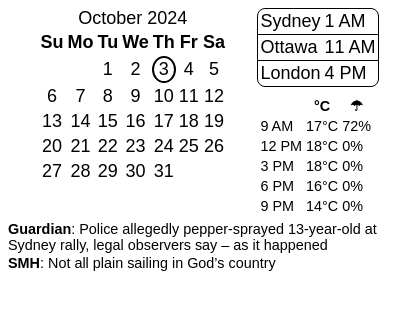 October 2024
Su Mo Tu We Th Fr Sa
1 2 3 4 5
6 7 8 9 10 11 12
13 14 15 16 17 18 19
20 21 22 23 24 25 26
27 28 29 30 31
Sydney 1 AM
Ottawa 11 AM
London 4 PM
°C ☂
9 AM 17°C 72%
12 PM 18°C 0%
3 PM 18°C 0%
6 PM 16°C 0%
9 PM 14°C 0%
Guardian: Police allegedly pepper-sprayed 13-year-old at
Sydney rally, legal observers say – as it happened
SMH: Not all plain sailing in God’s country